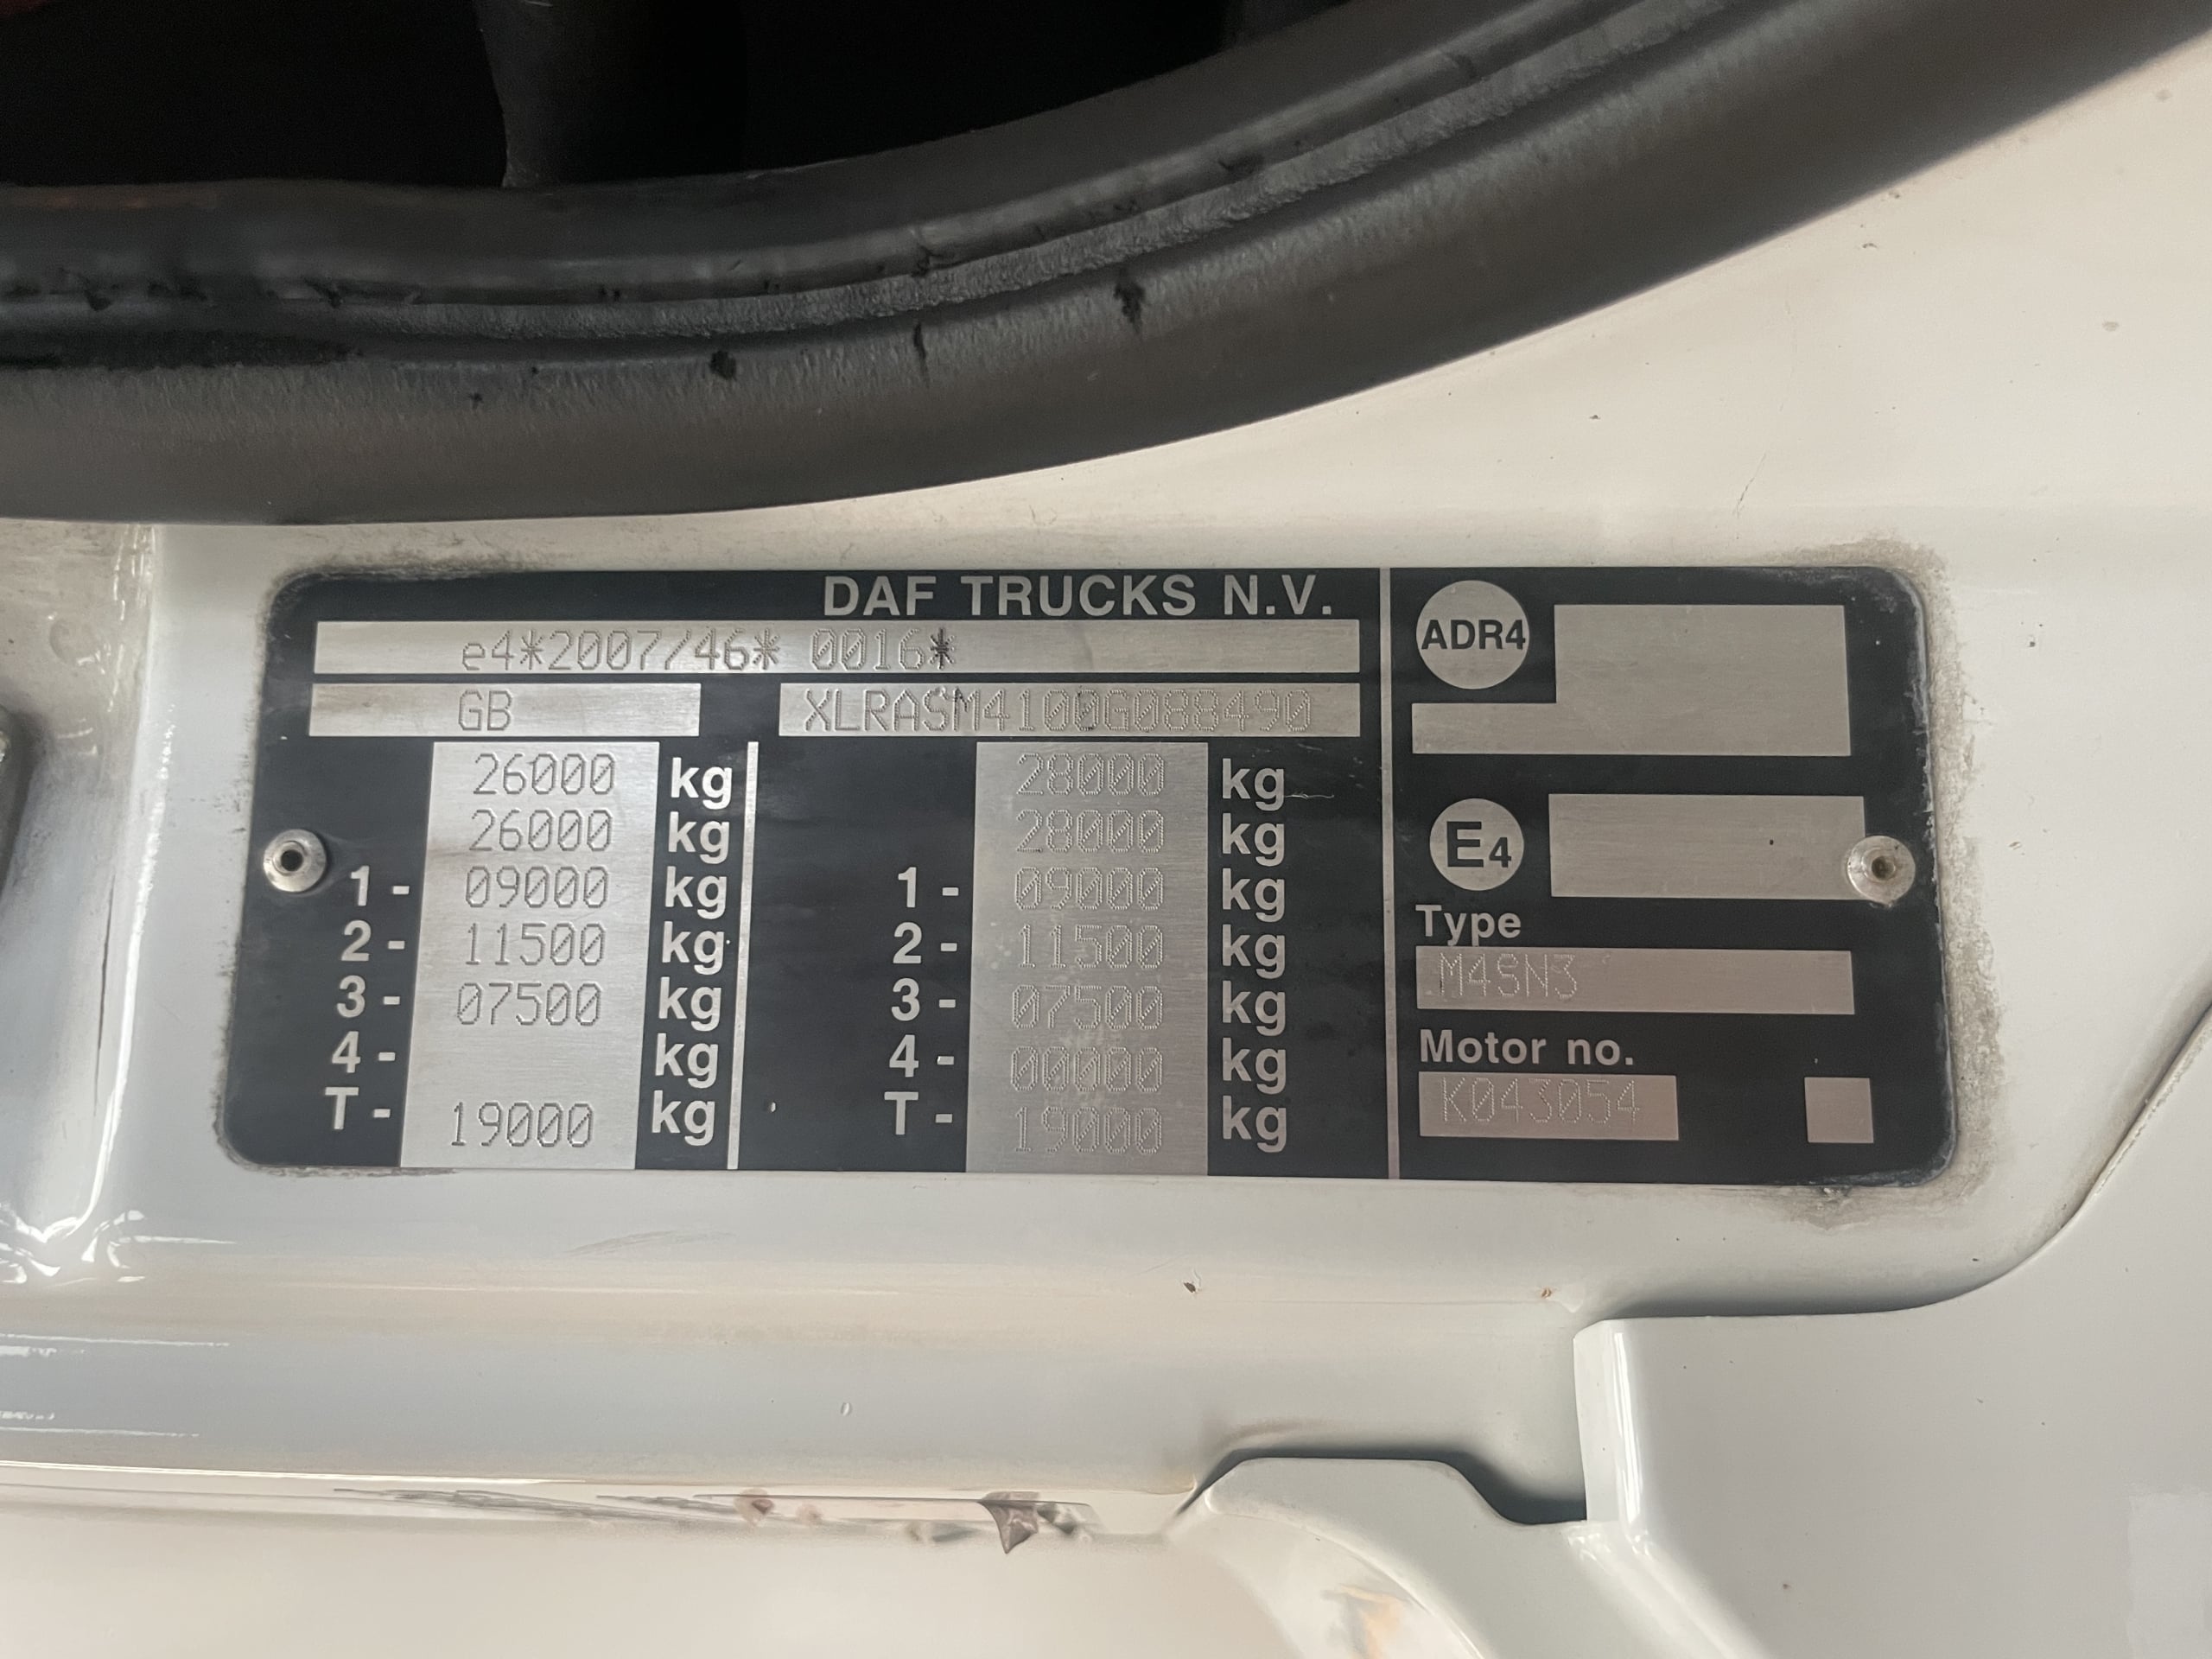 DAF TRUCKS N.V.
e4*2007/46* 0016*
GB XLRASM4100G088490
26000 kg 28000 kg
26000 kg 28000 kg
1 - 09000 kg 1 - 09000 kg
2 - 11500 kg 2 - 11500 kg
3 - 07500 kg 3 - 07500 kg
4 - kg 4 - 00000 kg
T - 19000 kg T - 19000 kg
ADR4
E4
Type
M4SN3
Motor no.
K043054